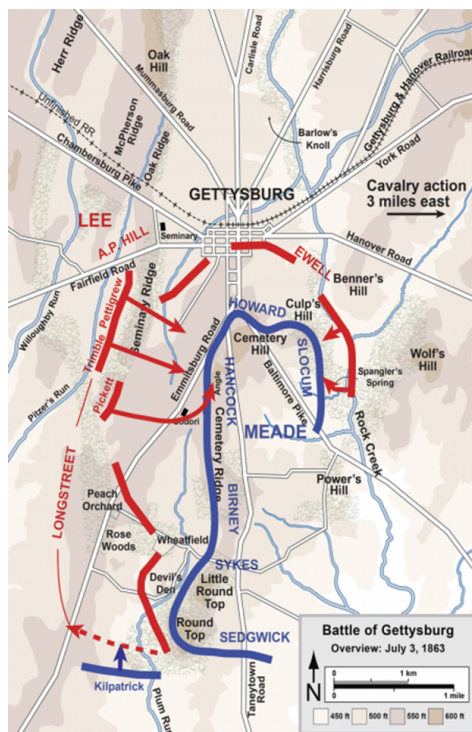 Herr Ridge
Oak
Hill
Mummasburg Road
Carlisle Road
Harrisburg Road
Gettysburg & Hanover Railroad
Unfinished RR
McPherson
Ridge
Oak Ridge
Barlow's
Knoll
Chambersburg Pike
York Road
GETTYSBURG
Cavalry action
3 miles east
LEE
A.P. HILL
Seminary
EWELL
Hanover Road
Fairfield Road
Benner's
Hill
Willoughby Run
Trimble
Pettigrew
Seminary Ridge
HOWARD
Culp's
Hill
Emmitsburg Road
Cemetery
Hill
SLOCUM
Wolf's
Hill
Pitzer's Run
Pickett
HANCOCK
Angle
Baltimore Pike
Spangler's
Spring
Codori
MEADE
Rock Creek
Cemetery Ridge
LONGSTREET
Peach
Orchard
BIRNEY
Power's
Hill
Rose
Woods
Wheatfield
SYKES
Devil's
Den
Little
Round
Top
Round
Top
SEDGWICK
Kilpatrick
Plum Run
Taneytown
Road
Battle of Gettysburg
Overview: July 3, 1863
N
0
1 km
0
1 mile
450 ft
500 ft
550 ft
600 ft